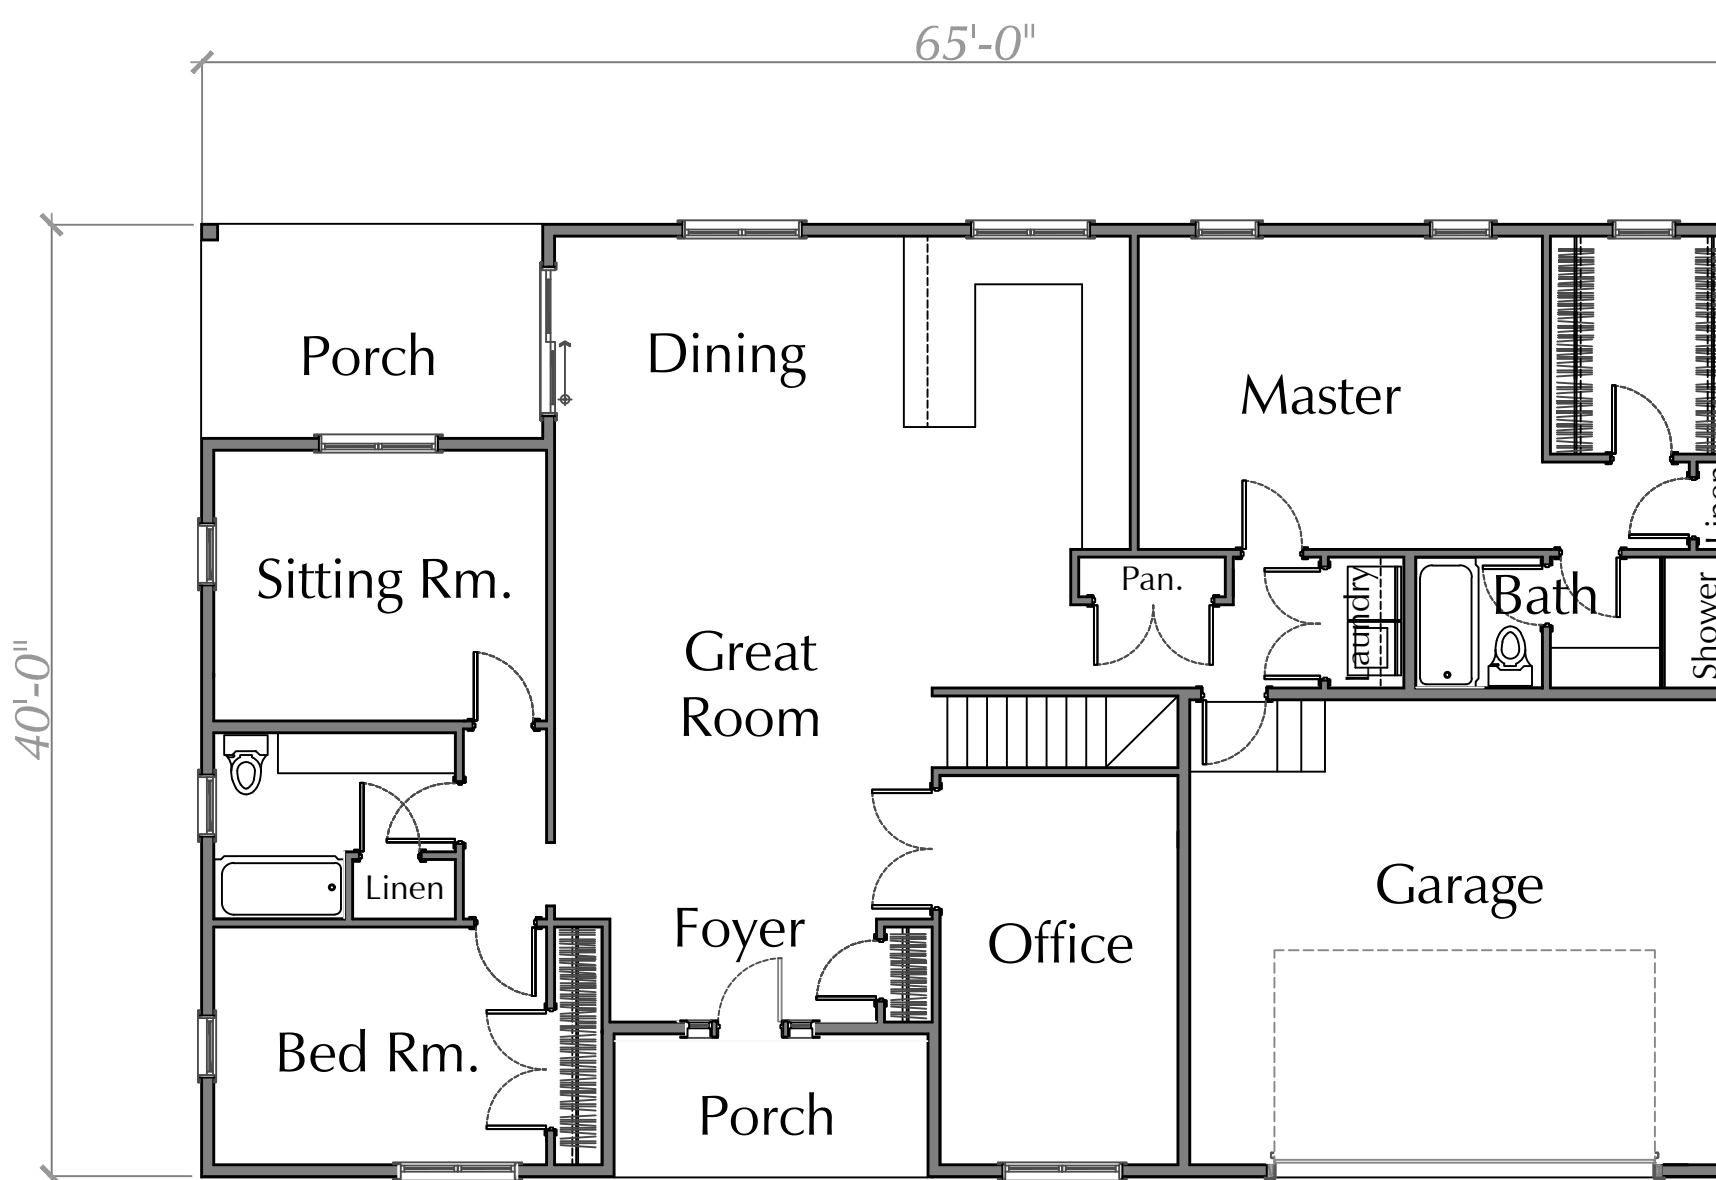 65'-0"
Porch
Dining
Master
Linen
Sitting Rm.
Pan.
Laundry
Bath
Shower
Great
Room
40'-0"
Linen
Garage
Foyer
Office
Bed Rm.
Porch